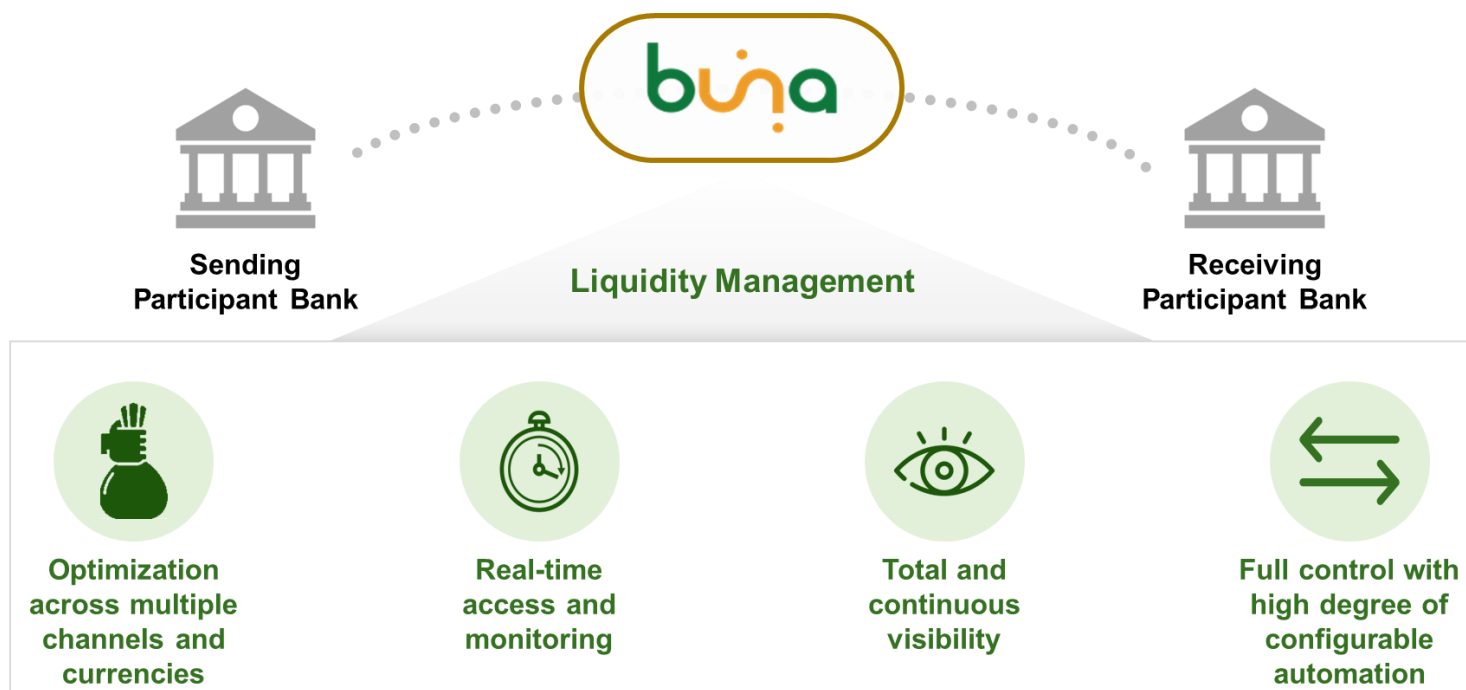 buna
Sending
Participant Bank
Liquidity Management
Receiving
Participant Bank
Optimization
across multiple
channels and
currencies
Real-time
access and
monitoring
Total and
continuous
visibility
Full control with
high degree of
configurable
automation